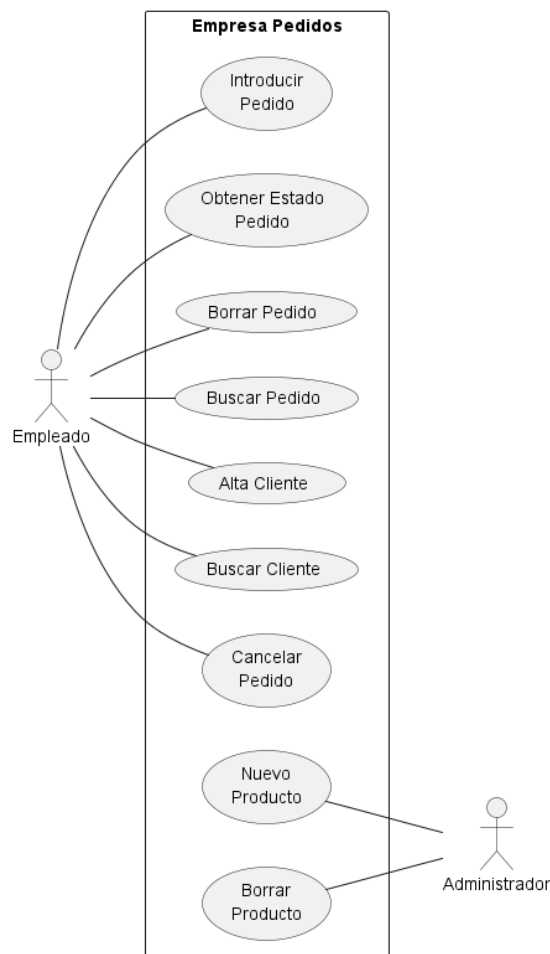 Empresa Pedidos
Introducir
Pedido
Obtener Estado
Pedido
Borrar Pedido
Buscar Pedido
Empleado
Alta Cliente
Buscar Cliente
Cancelar
Pedido
Nuevo
Producto
Administrador
Borrar
Producto